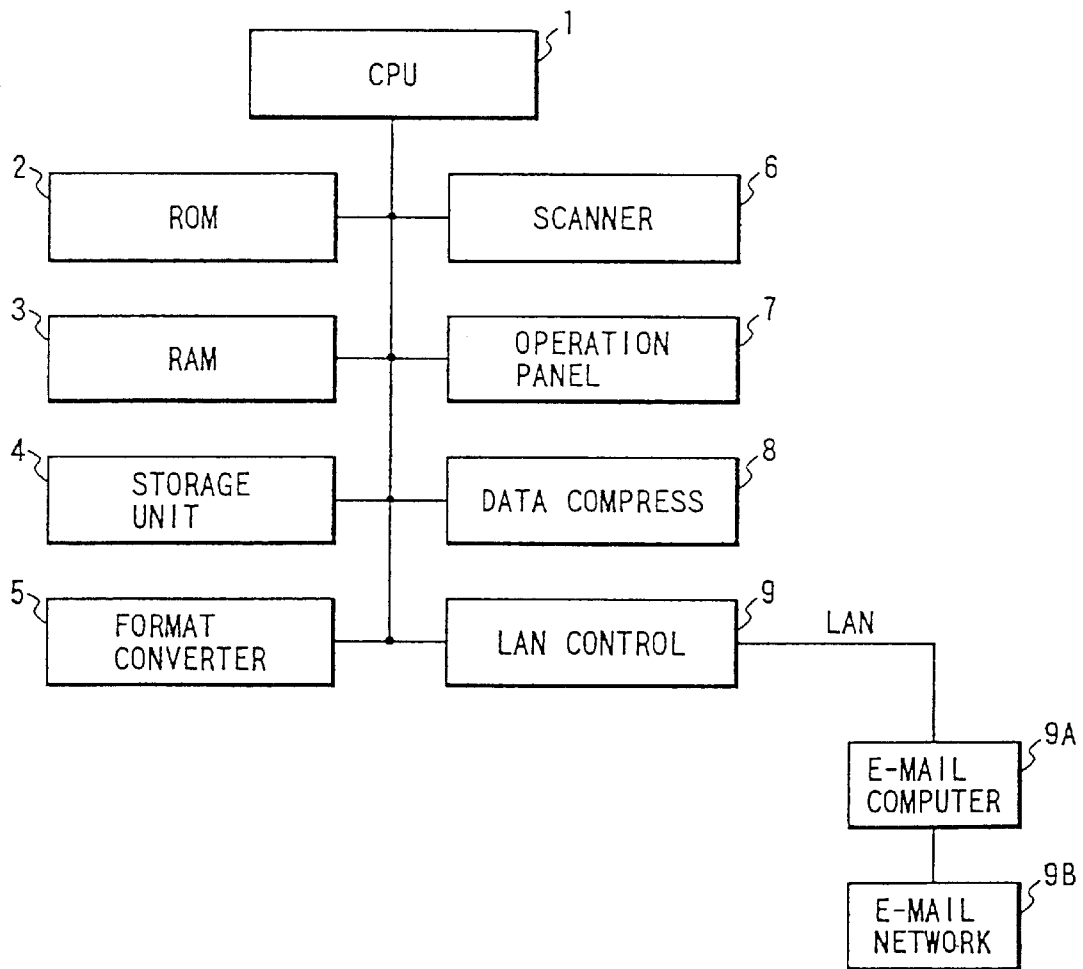 1
CPU
2
ROM
6
SCANNER
3
RAM
7
OPERATION
PANEL
4
STORAGE
UNIT
8
DATA COMPRESS
5
FORMAT
CONVERTER
9
LAN CONTROL
LAN
9A
E-MAIL
COMPUTER
9B
E-MAIL
NETWORK